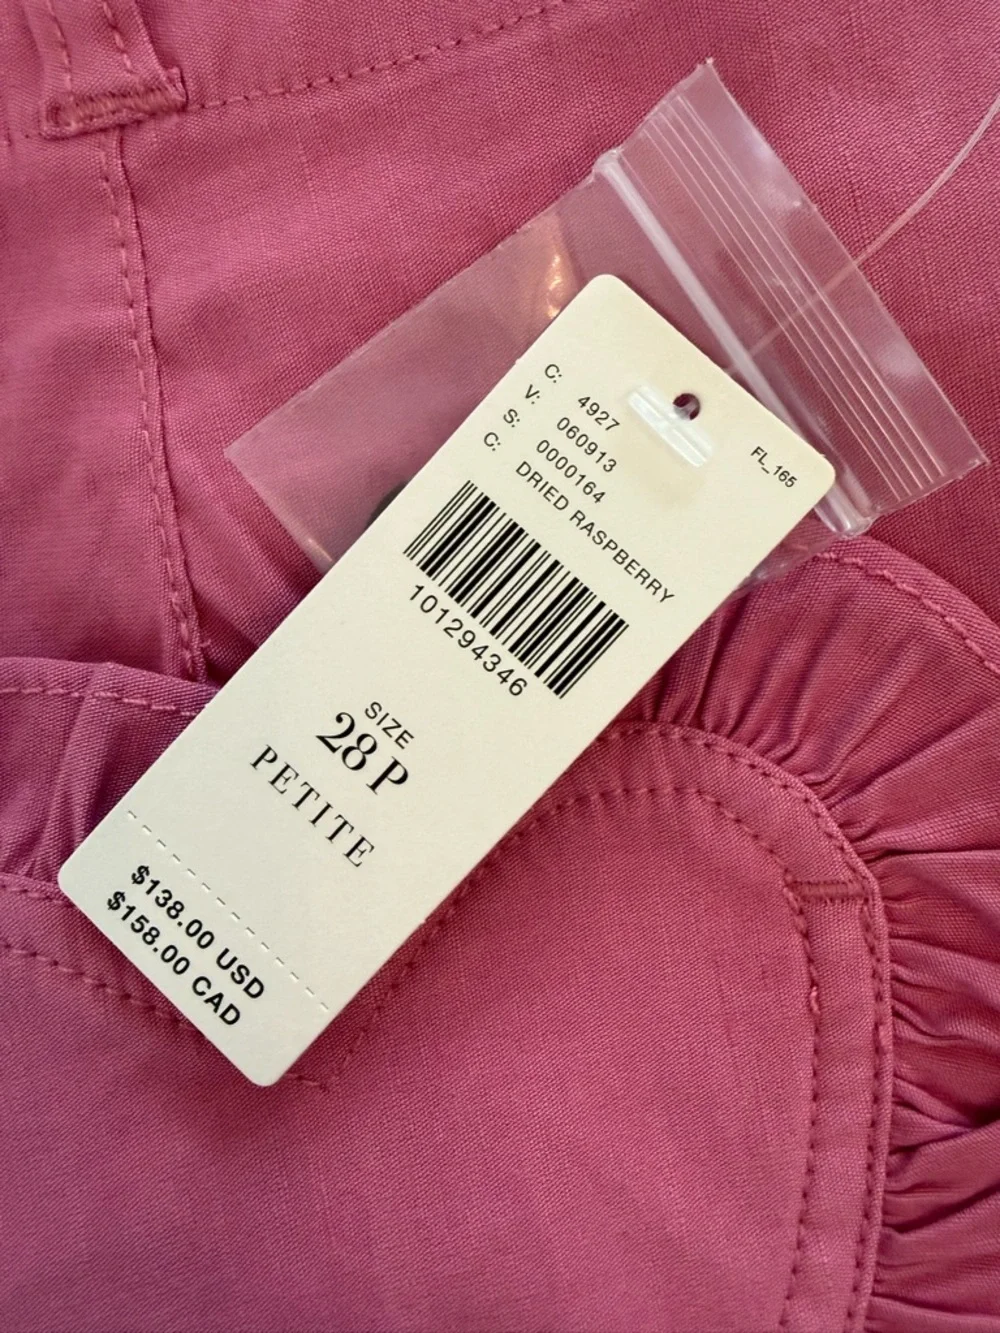 FL_165
C: 4927
V: 060913
S: 0000164
C: DRIED RASPBERRY
101294346
SIZE
28 P
PETITE
$138.00 USD
$158.00 CAD